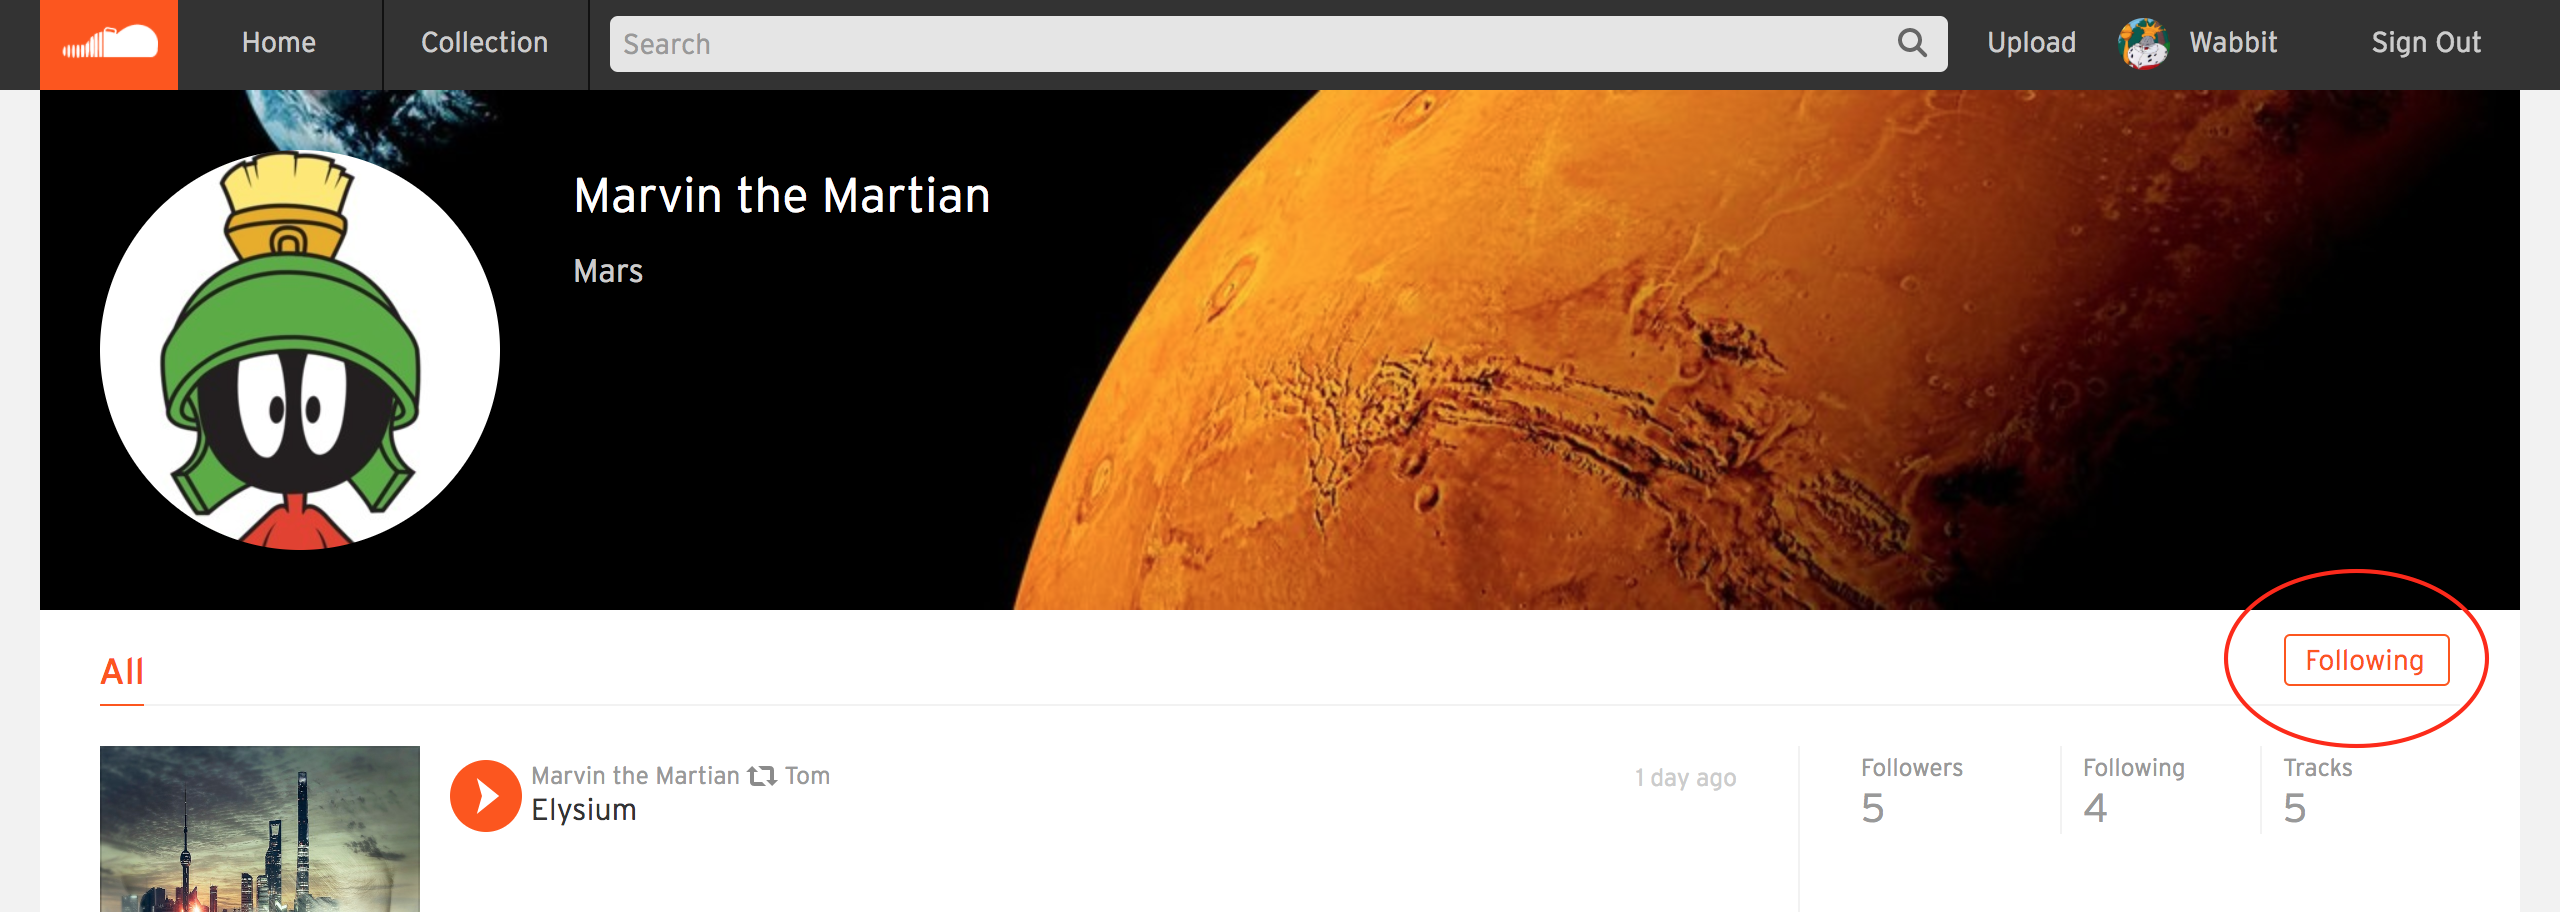 Home
Collection
Search
Upload
Wabbit
Sign Out
Marvin the Martian
Mars
All
Following
Marvin the Martian Tom
Elysium
1 day ago
Followers
5
Following
4
Tracks
5